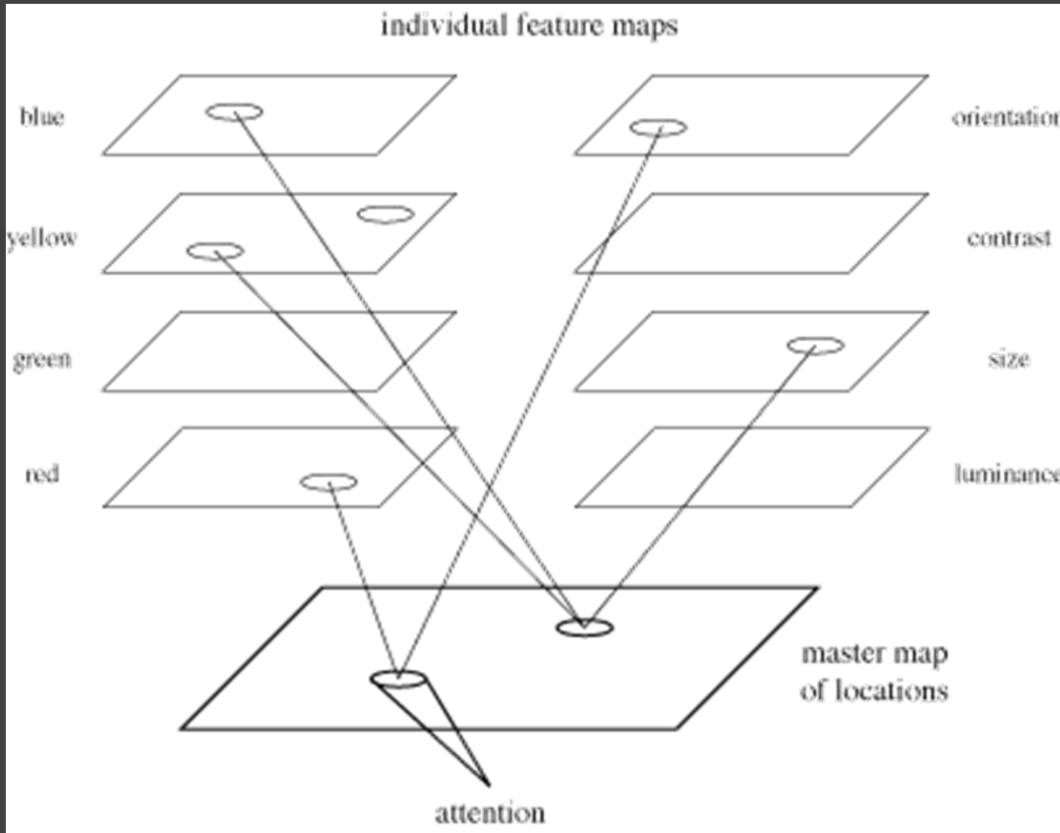 individual feature maps
blue
orientation
yellow
contrast
green
size
red
luminance
master map
of locations
attention